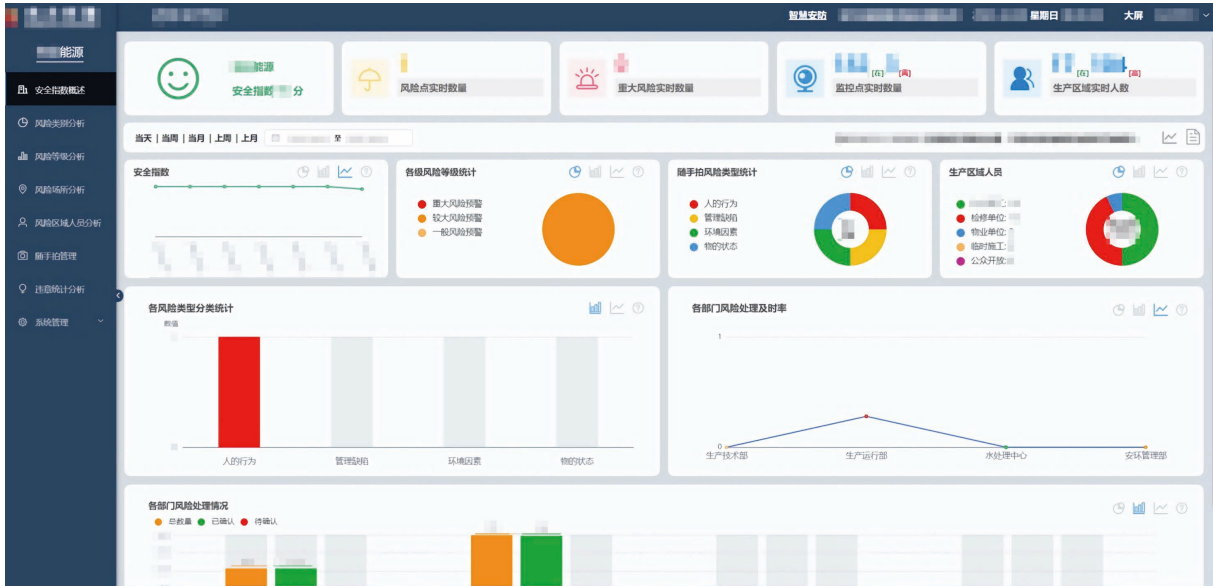 智慧安防
星期日
大屏
能源
安全指数概述
风险类别分析
风险等级分析
风险场所分析
风险区域人员分析
随手拍管理
违章统计分析
系统管理
能源
安全指数 分
风险点实时数量
重大风险实时数量
[在] [离]
监控点实时数量
[在] [离]
生产区域实时人数
当天 | 当周 | 当月 | 上周 | 上月 至
安全指数
各级风险等级统计
重大风险预警
较大风险预警
一般风险预警
随手拍风险类型统计
人的行为
管理缺陷
环境因素
物的状态
生产区域人员
检修单位:
物业单位:
临时施工:
公众开放:
各风险类型分类统计
数值
人的行为 管理缺陷 环境因素 物的状态
各部门风险处理及时率
1
0
生产技术部 生产运行部 水处理中心 安环管理部
各部门风险处理情况
总数量 已确认 待确认